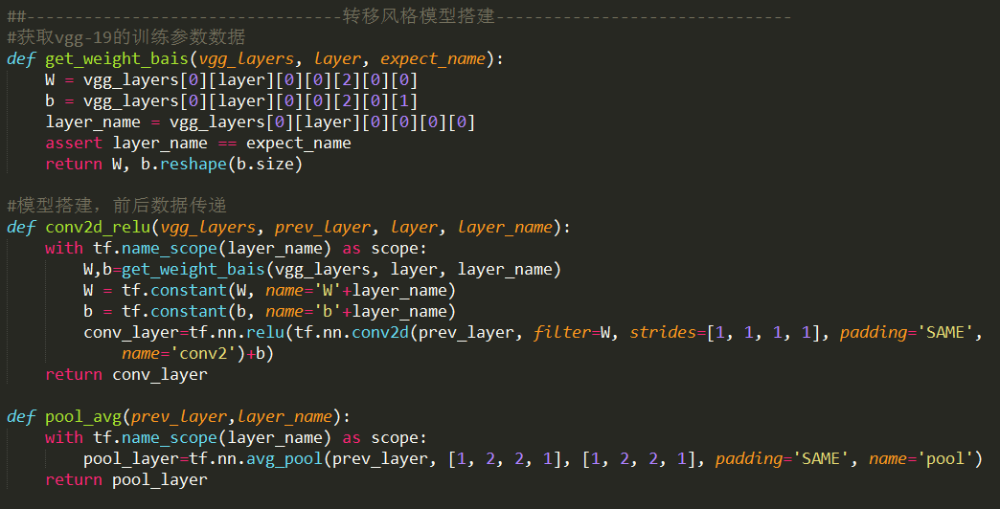 ##---------------------------------转移风格模型搭建-------------------------------
#获取vgg-19的训练参数数据
def get_weight_bais(vgg_layers, layer, expect_name):
    W = vgg_layers[0][layer][0][0][2][0][0]
    b = vgg_layers[0][layer][0][0][2][0][1]
    layer_name = vgg_layers[0][layer][0][0][0][0]
    assert layer_name == expect_name
    return W, b.reshape(b.size)

#模型搭建，前后数据传递
def conv2d_relu(vgg_layers, prev_layer, layer, layer_name):
    with tf.name_scope(layer_name) as scope:
        W,b=get_weight_bais(vgg_layers, layer, layer_name)
        W = tf.constant(W, name='W'+layer_name)
        b = tf.constant(b, name='b'+layer_name)
        conv_layer=tf.nn.relu(tf.nn.conv2d(prev_layer, filter=W, strides=[1, 1, 1, 1], padding='SAME',
            name='conv2')+b)
    return conv_layer

def pool_avg(prev_layer,layer_name):
    with tf.name_scope(layer_name) as scope:
        pool_layer=tf.nn.avg_pool(prev_layer, [1, 2, 2, 1], [1, 2, 2, 1], padding='SAME', name='pool')
    return pool_layer